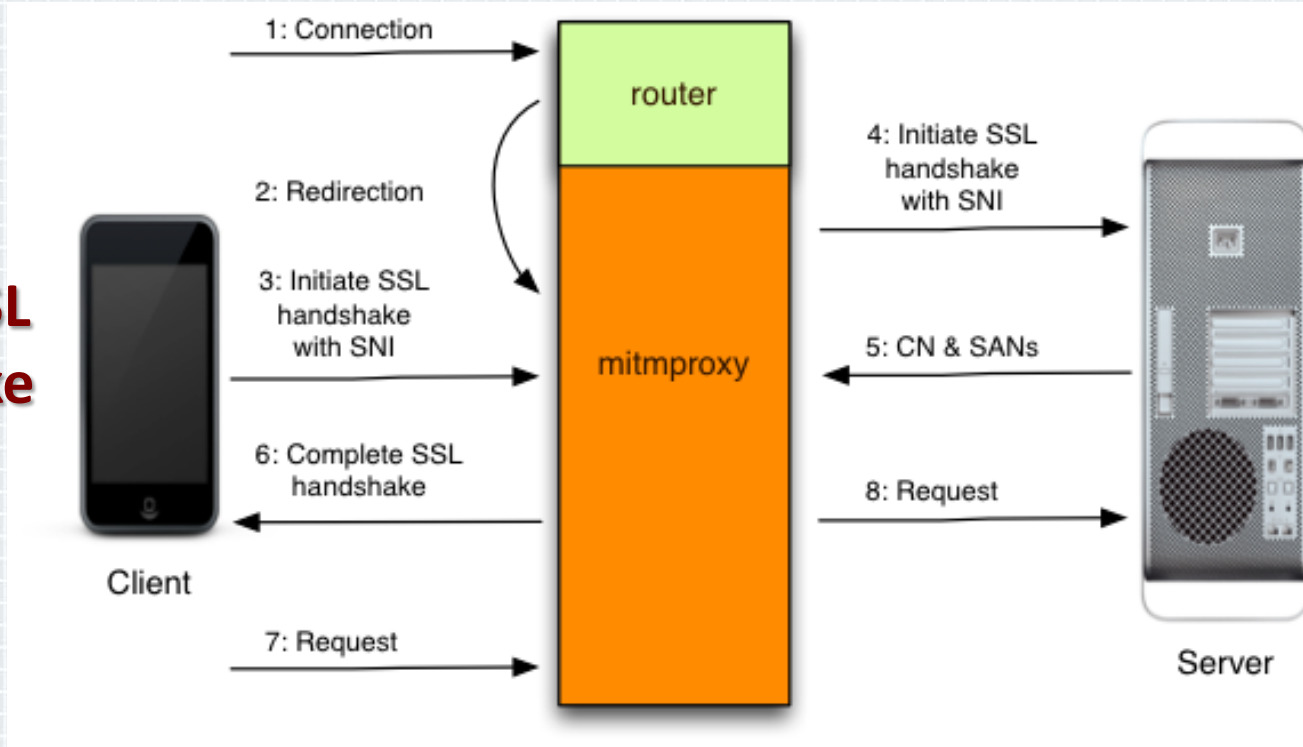 1: Connection
router
2: Redirection
3: Initiate SSL
handshake
with SNI
4: Initiate SSL
handshake
with SNI
mitmproxy
5: CN & SANs
6: Complete SSL
handshake
8: Request
Client
7: Request
Server